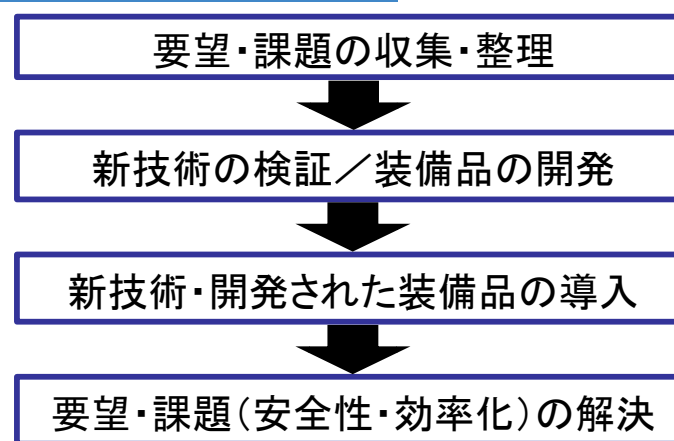 要望・課題の収集・整理
新技術の検証／装備品の開発
新技術・開発された装備品の導入
要望・課題(安全性・効率化)の解決